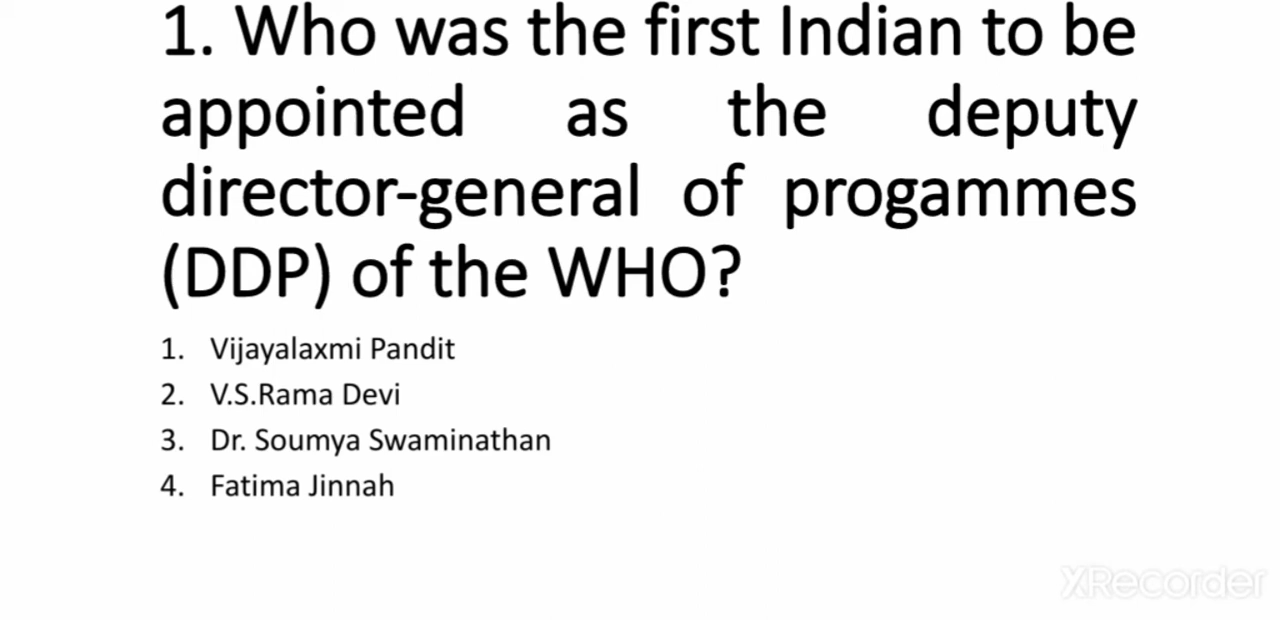 1. Who was the first Indian to be
appointed as the deputy
director-general of progammes
(DDP) of the WHO?
1. Vijayalaxmi Pandit
2. V.S.Rama Devi
3. Dr. Soumya Swaminathan
4. Fatima Jinnah
XRecorder